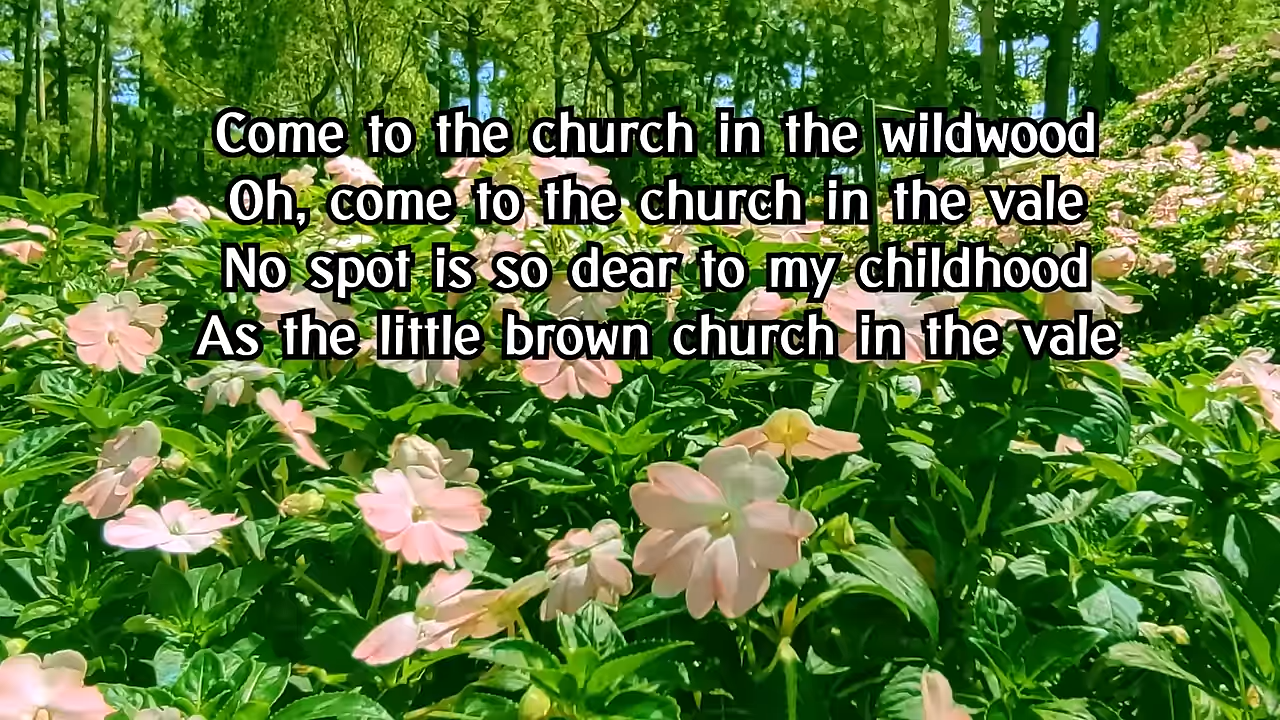 Come to the church in the wildwood
Oh, come to the church in the vale
No spot is so dear to my childhood
As the little brown church in the vale